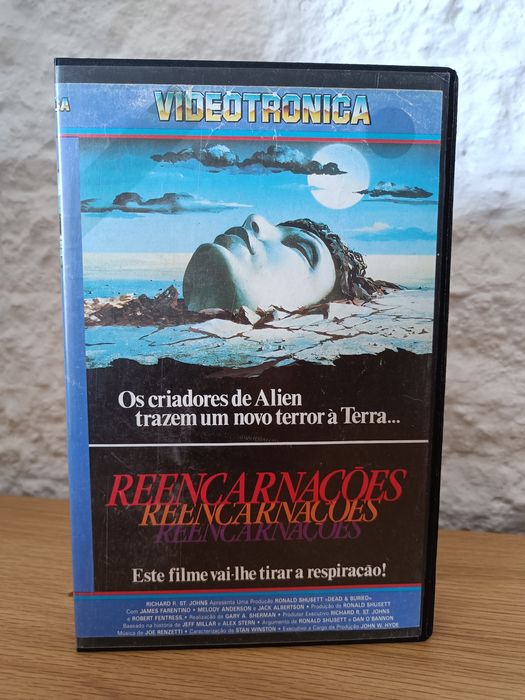 CA
VIDEOTRONICA
Os criadores de Alien
trazem um novo terror à Terra...
REENCARNAÇÕES
REENCARNAÇÕES
REENCARNAÇÕES
Este filme vai-lhe tirar a respiração!
RICHARD R. ST. JOHNS Apresenta Uma Produção RONALD SHUSETT «DEAD & BURIED»
Com JAMES FARENTINO • MELODY ANDERSON e JACK ALBERTSON • Produção de RONALD SHUSETT
e ROBERT FENTRESS • Realização de GARY A. SHERMAN • Produtor Executivo RICHARD R. ST. JOHNS
Baseado na história de JEFF MILLAR e ALEX STERN • Argumento de RONALD SHUSETT e DAN O'BANNON
Música de JOE RENZETTI • Caracterização de STAN WINSTON • Executivo a Cargo da Produção JOHN W. HYDE